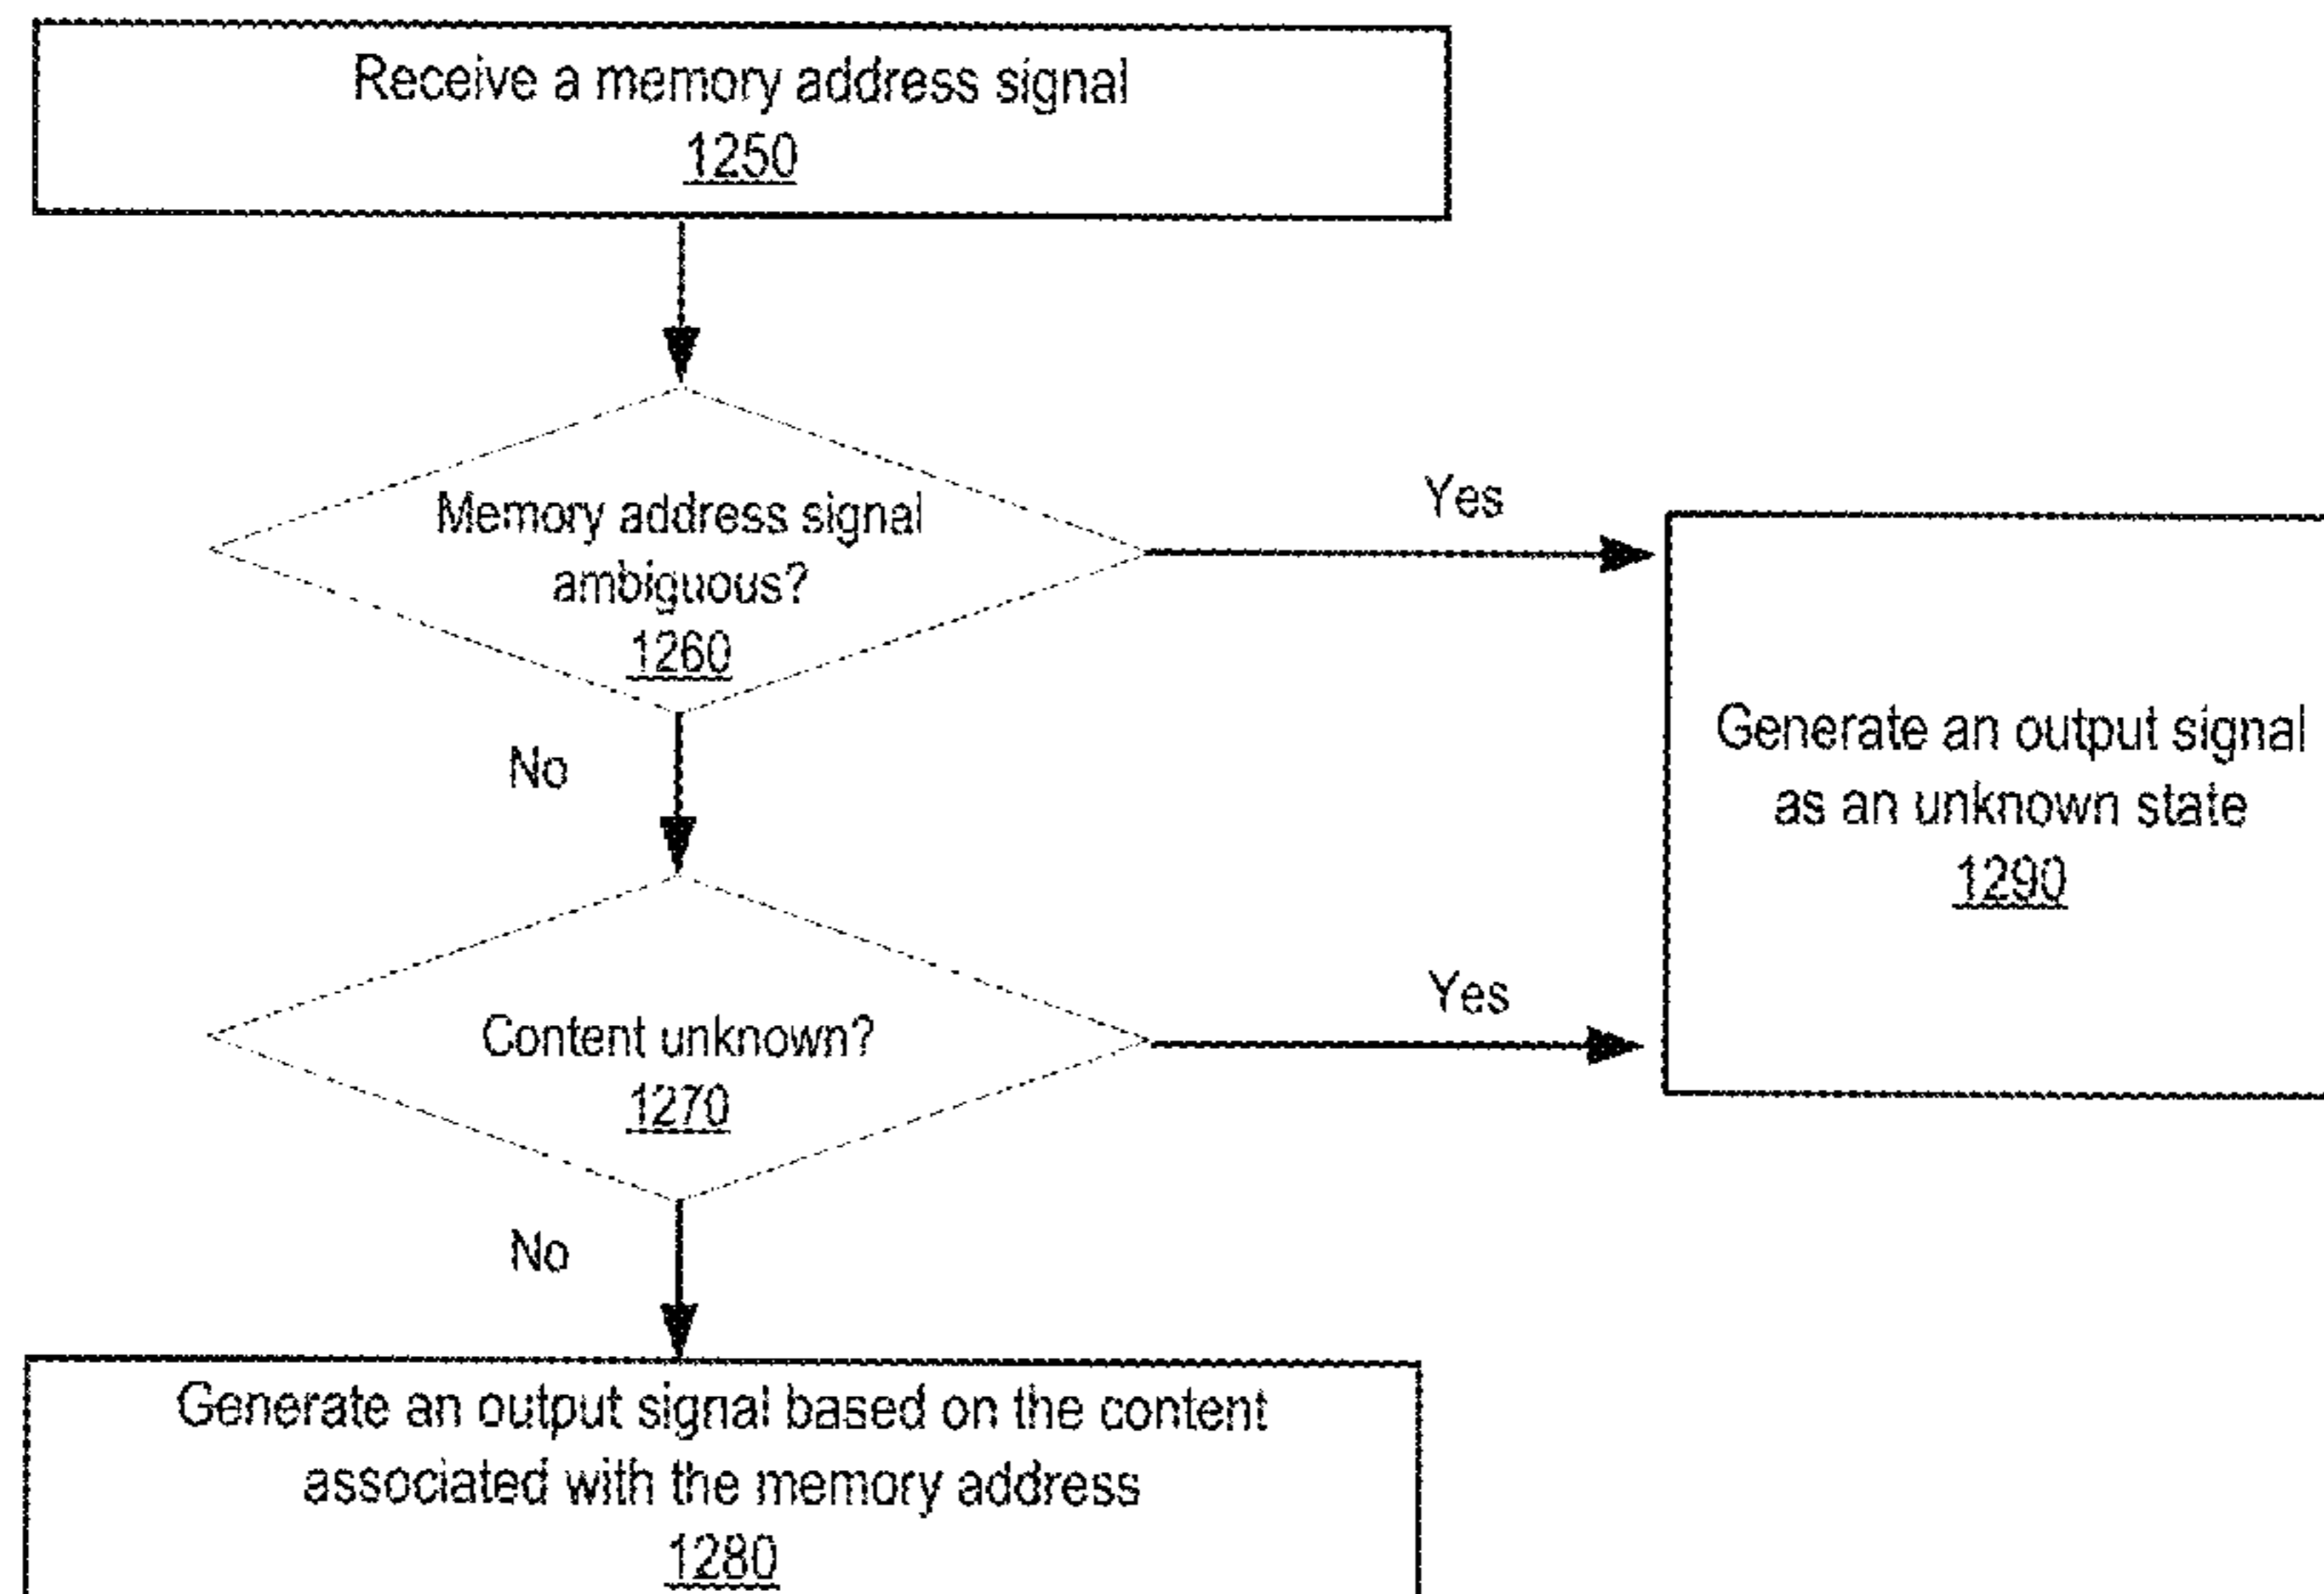 Receive a memory address signal
1250
Memory address signal
ambiguous?
1260
Yes
No
Generate an output signal
as an unknown state
1290
Content unknown?
1270
Yes
No
Generate an output signal based on the content
associated with the memory address
1280